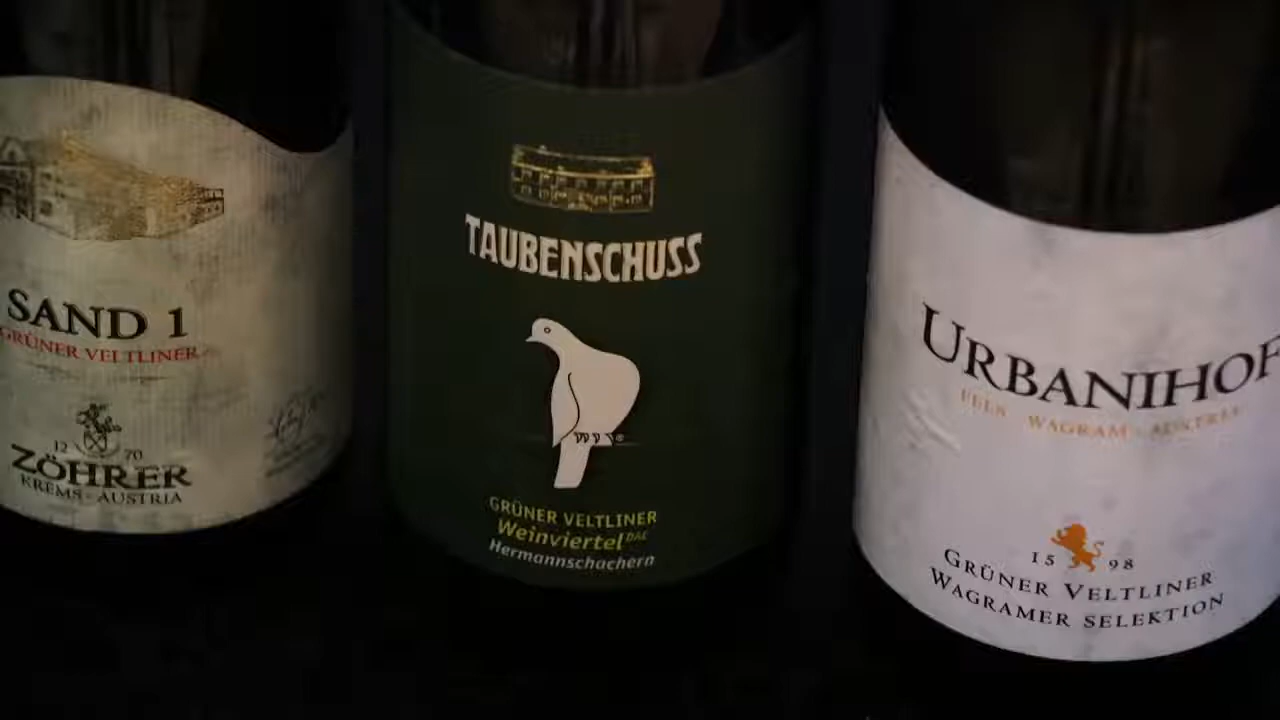 SAND 1
GRÜNER VELTLINER
12 70
ZÖHRER
KREMS - AUSTRIA
TAUBENSCHUSS
GRÜNER VELTLINER
Weinviertel DAC
Hermannschachern
URBANIHOF
FELS · WAGRAM · AUSTRIA
15 98
GRÜNER VELTLINER
WAGRAMER SELEKTION